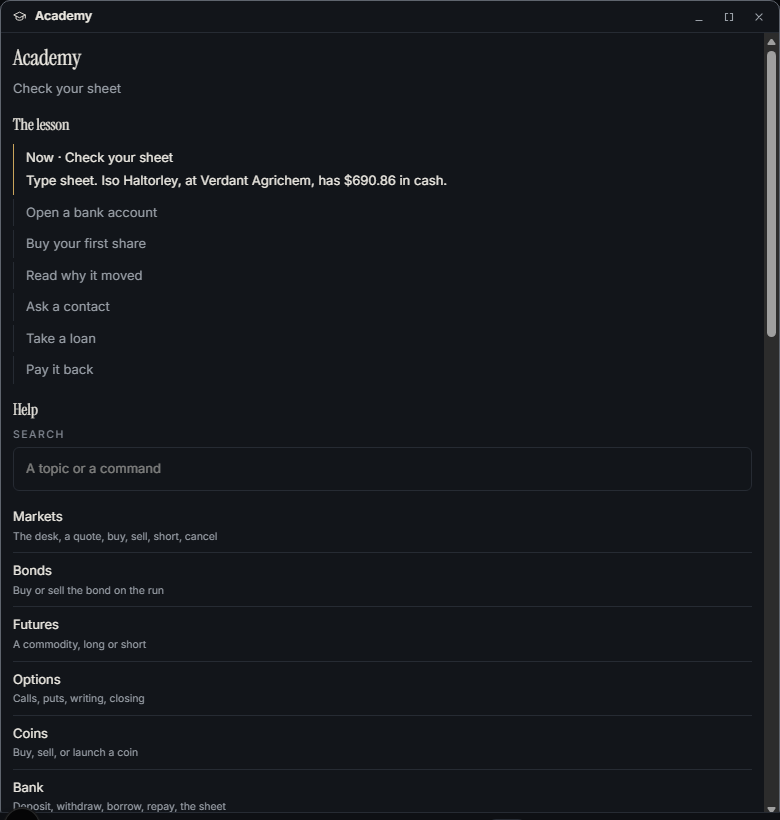 Academy
Academy
Check your sheet
The lesson
Now · Check your sheet
Type sheet. Iso Haltorley, at Verdant Agrichem, has $690.86 in cash.
Open a bank account
Buy your first share
Read why it moved
Ask a contact
Take a loan
Pay it back
Help
SEARCH
A topic or a command
Markets
The desk, a quote, buy, sell, short, cancel
Bonds
Buy or sell the bond on the run
Futures
A commodity, long or short
Options
Calls, puts, writing, closing
Coins
Buy, sell, or launch a coin
Bank
Deposit, withdraw, borrow, repay, the sheet